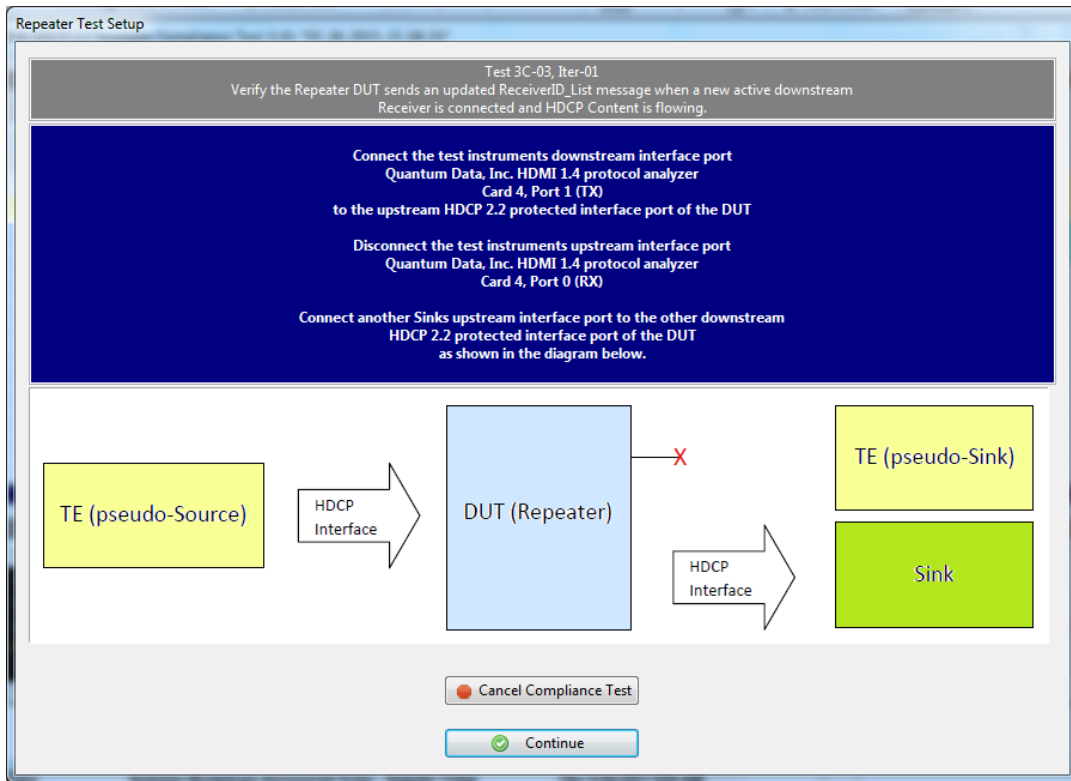 Repeater Test Setup
Test 3C-03, Iter-01
Verify the Repeater DUT sends an updated ReceiverID_List message when a new active downstream
Receiver is connected and HDCP Content is flowing.
Connect the test instruments downstream interface port
Quantum Data, Inc. HDMI 1.4 protocol analyzer
Card 4, Port 1 (TX)
to the upstream HDCP 2.2 protected interface port of the DUT
Disconnect the test instruments upstream interface port
Quantum Data, Inc. HDMI 1.4 protocol analyzer
Card 4, Port 0 (RX)
Connect another Sinks upstream interface port to the other downstream
HDCP 2.2 protected interface port of the DUT
as shown in the diagram below.
TE (pseudo-Source)
HDCP
Interface
DUT (Repeater)
X
TE (pseudo-Sink)
HDCP
Interface
Sink
Cancel Compliance Test
Continue